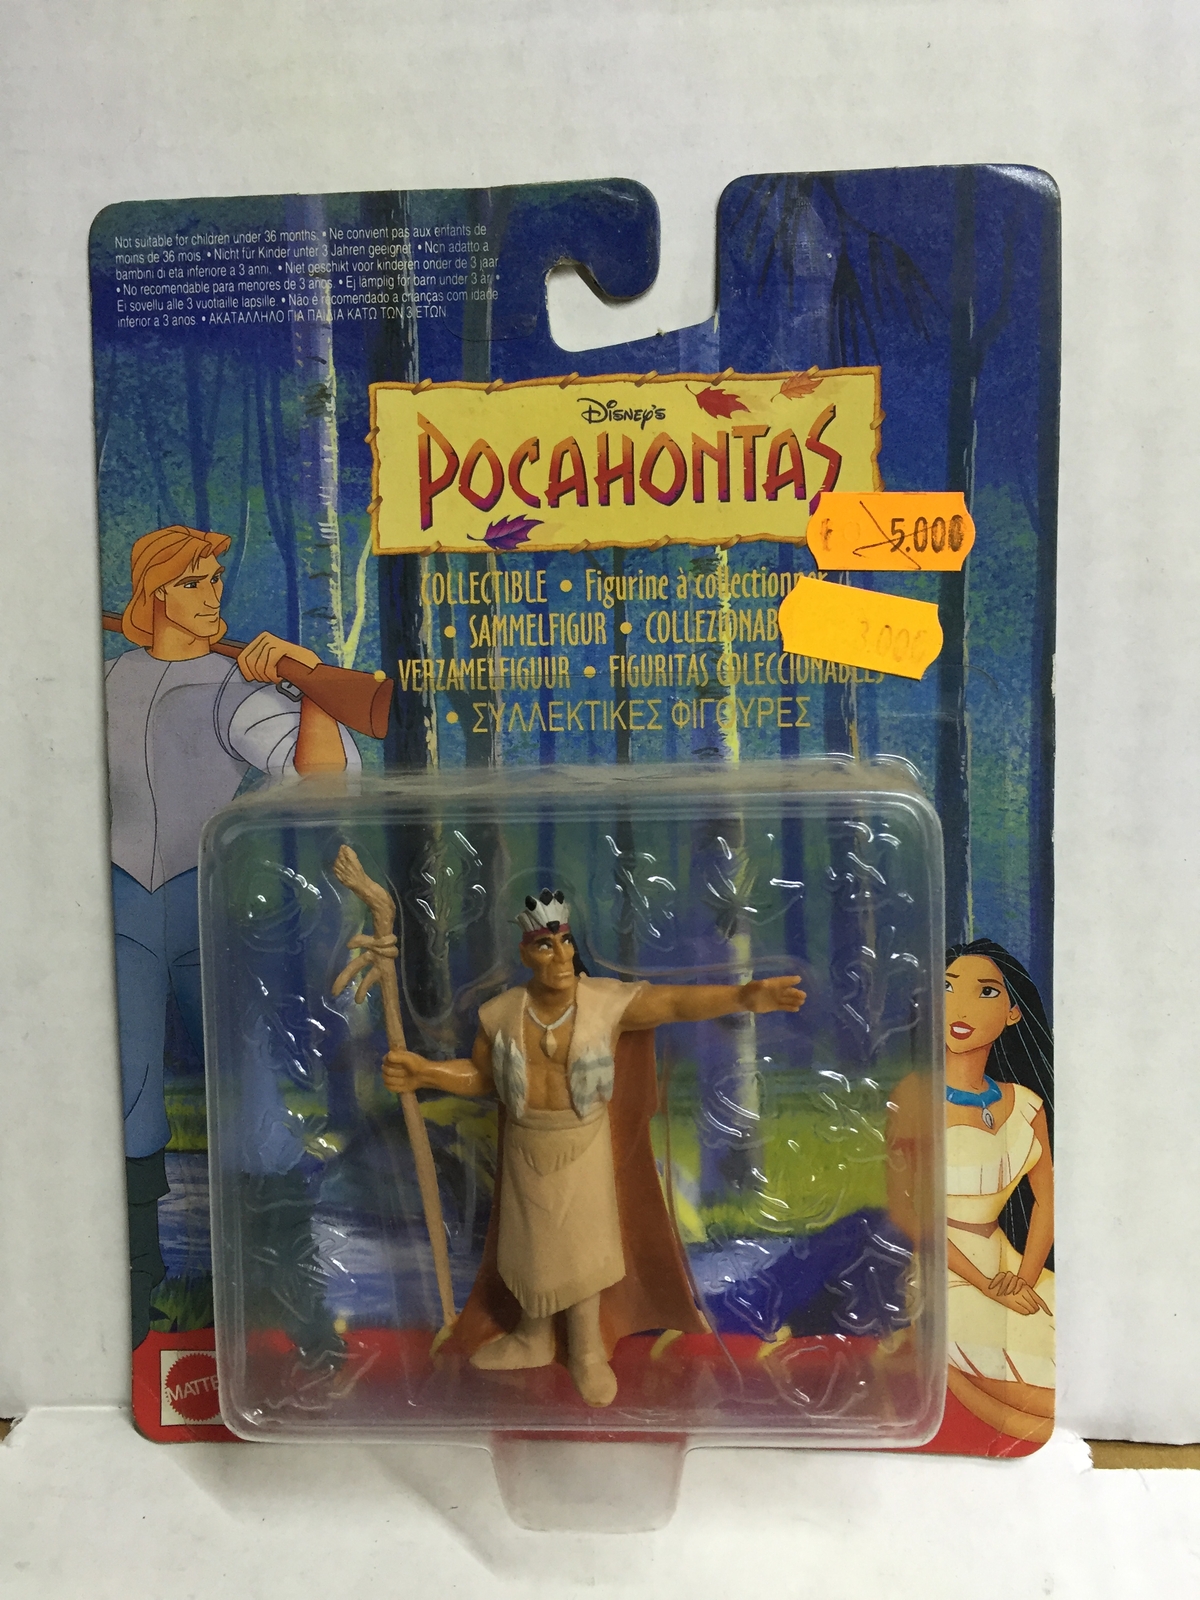 Not suitable for children under 36 months. • Ne convient pas aux enfants de
moins de 36 mois. • Nicht für Kinder unter 3 Jahren geeignet. • Non adatto a
bambini di età inferiore a 3 anni. • Niet geschikt voor kinderen onder de 3 jaar.
• No recomendable para menores de 3 años. • Ej lämplig för barn under 3 år. •
Ei sovellu alle 3 vuotiaille lapsille. • Não é recomendado a crianças com idade
inferior a 3 anos. • ΑΚΑΤΑΛΛΗΛΟ ΓΙΑ ΠΑΙΔΙΑ ΚΑΤΩ ΤΩΝ 3 ΕΤΩΝ
Disney's
POCAHONTAS
5.000
COLLECTIBLE • Figurine à collectionner
• SAMMELFIGUR • COLLEZIONAB
3.000
VERZAMELFIGUUR • FIGURITAS COLECCIONABLES
• ΣΥΛΛΕΚΤΙΚΕΣ ΦΙΓΟΥΡΕΣ
MATTE